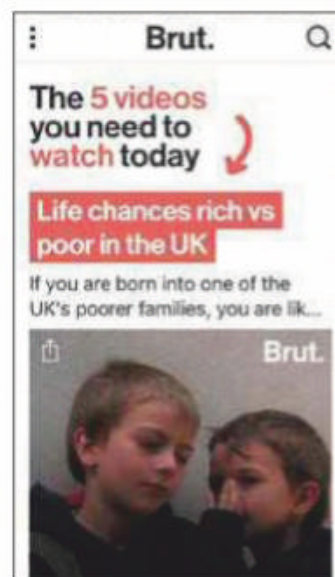 Brut.
The 5 videos
you need to
watch today
Life chances rich vs
poor in the UK
If you are born into one of the
UK's poorer families, you are lik...
Brut.